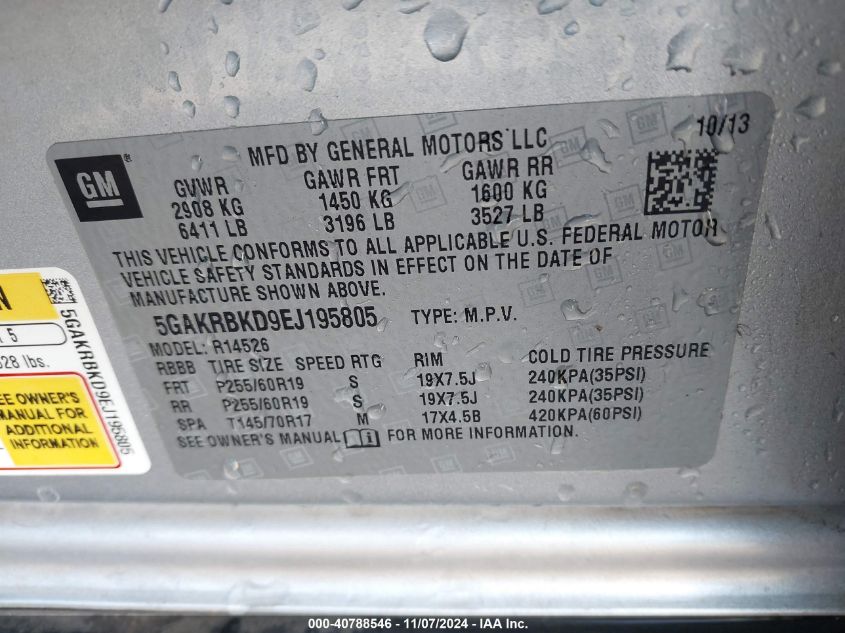 MFD BY GENERAL MOTORS LLC
10/13
GM
GVWR GAWR FRT GAWR RR
2908 KG 1450 KG 1600 KG
6411 LB 3196 LB 3527 LB
THIS VEHICLE CONFORMS TO ALL APPLICABLE U.S. FEDERAL MOTOR
VEHICLE SAFETY STANDARDS IN EFFECT ON THE DATE OF
MANUFACTURE SHOWN ABOVE.
5GAKRBKD9EJ195805 TYPE: M.P.V.
MODEL: R14526
RBBB TIRE SIZE SPEED RTG RIM COLD TIRE PRESSURE
FRT P255/60R19 S 19X7.5J 240KPA(35PSI)
RR P255/60R19 S 19X7.5J 240KPA(35PSI)
SPA T145/70R17 M 17X4.5B 420KPA(60PSI)
SEE OWNER'S MANUAL FOR MORE INFORMATION.
5
lbs.
SEE OWNER'S
MANUAL FOR
ADDITIONAL
INFORMATION
5GAKRBKD9EJ195805
000-40788546 - 11/07/2024 - IAA, Inc.